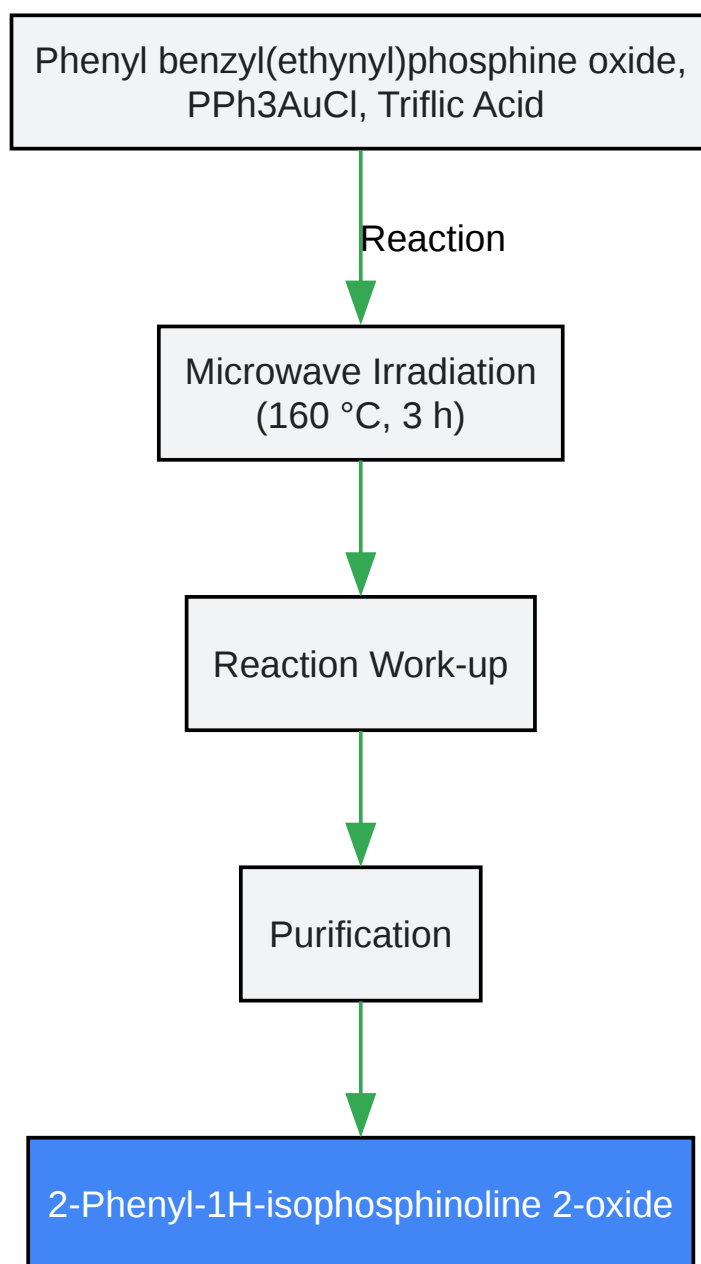 Phenyl benzyl(ethynyl)phosphine oxide,
PPh3AuCl, Triflic Acid
Reaction
Microwave Irradiation
(160 °C, 3 h)
Reaction Work-up
Purification
2-Phenyl-1H-isophosphinoline 2-oxide